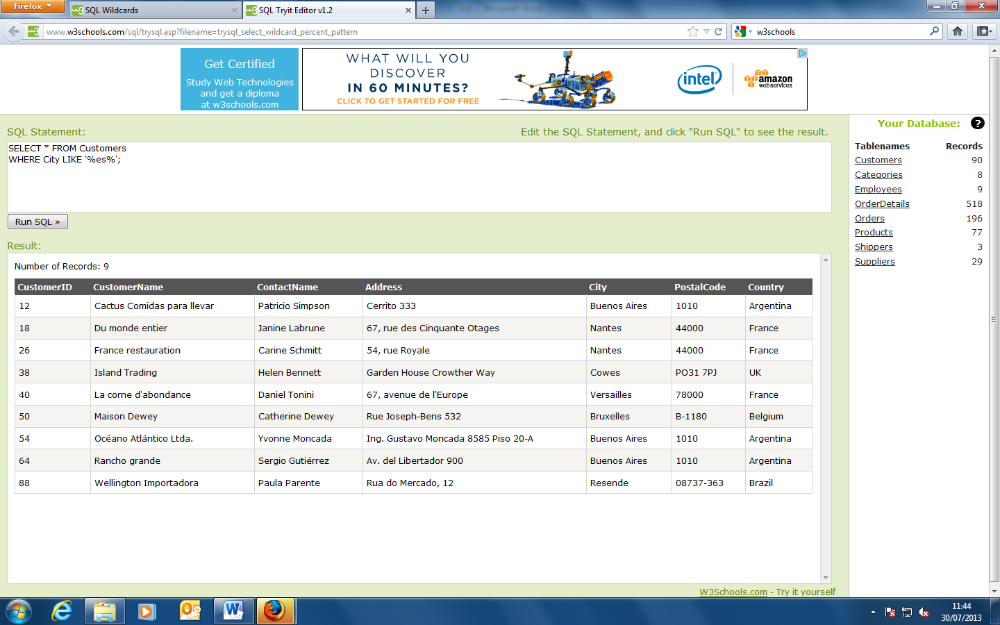 Firefox
SQL Wildcards
SQL Tryit Editor v1.2
www.w3schools.com/sql/trysql.asp?filename=trysql_select_wildcard_percent_pattern
w3schools
Get Certified
Study Web Technologies
and get a diploma
at w3schools.com
WHAT WILL YOU
DISCOVER
IN 60 MINUTES?
CLICK TO GET STARTED FOR FREE
intel
amazon
webservices
SQL Statement:
Edit the SQL Statement, and click "Run SQL" to see the result.
SELECT * FROM Customers
WHERE City LIKE '%es%';
Run SQL »
Result:
Number of Records: 9
CustomerID CustomerName ContactName Address City PostalCode Country
12 Cactus Comidas para llevar Patricio Simpson Cerrito 333 Buenos Aires 1010 Argentina
18 Du monde entier Janine Labrune 67, rue des Cinquante Otages Nantes 44000 France
26 France restauration Carine Schmitt 54, rue Royale Nantes 44000 France
38 Island Trading Helen Bennett Garden House Crowther Way Cowes PO31 7PJ UK
40 La corne d'abondance Daniel Tonini 67, avenue de l'Europe Versailles 78000 France
50 Maison Dewey Catherine Dewey Rue Joseph-Bens 532 Bruxelles B-1180 Belgium
54 Océano Atlántico Ltda. Yvonne Moncada Ing. Gustavo Moncada 8585 Piso 20-A Buenos Aires 1010 Argentina
64 Rancho grande Sergio Gutiérrez Av. del Libertador 900 Buenos Aires 1010 Argentina
88 Wellington Importadora Paula Parente Rua do Mercado, 12 Resende 08737-363 Brazil
W3Schools.com - Try it yourself
Your Database: ?
Tablenames Records
Customers 90
Categories 8
Employees 9
OrderDetails 518
Orders 196
Products 77
Shippers 3
Suppliers 29
11:44
30/07/2013